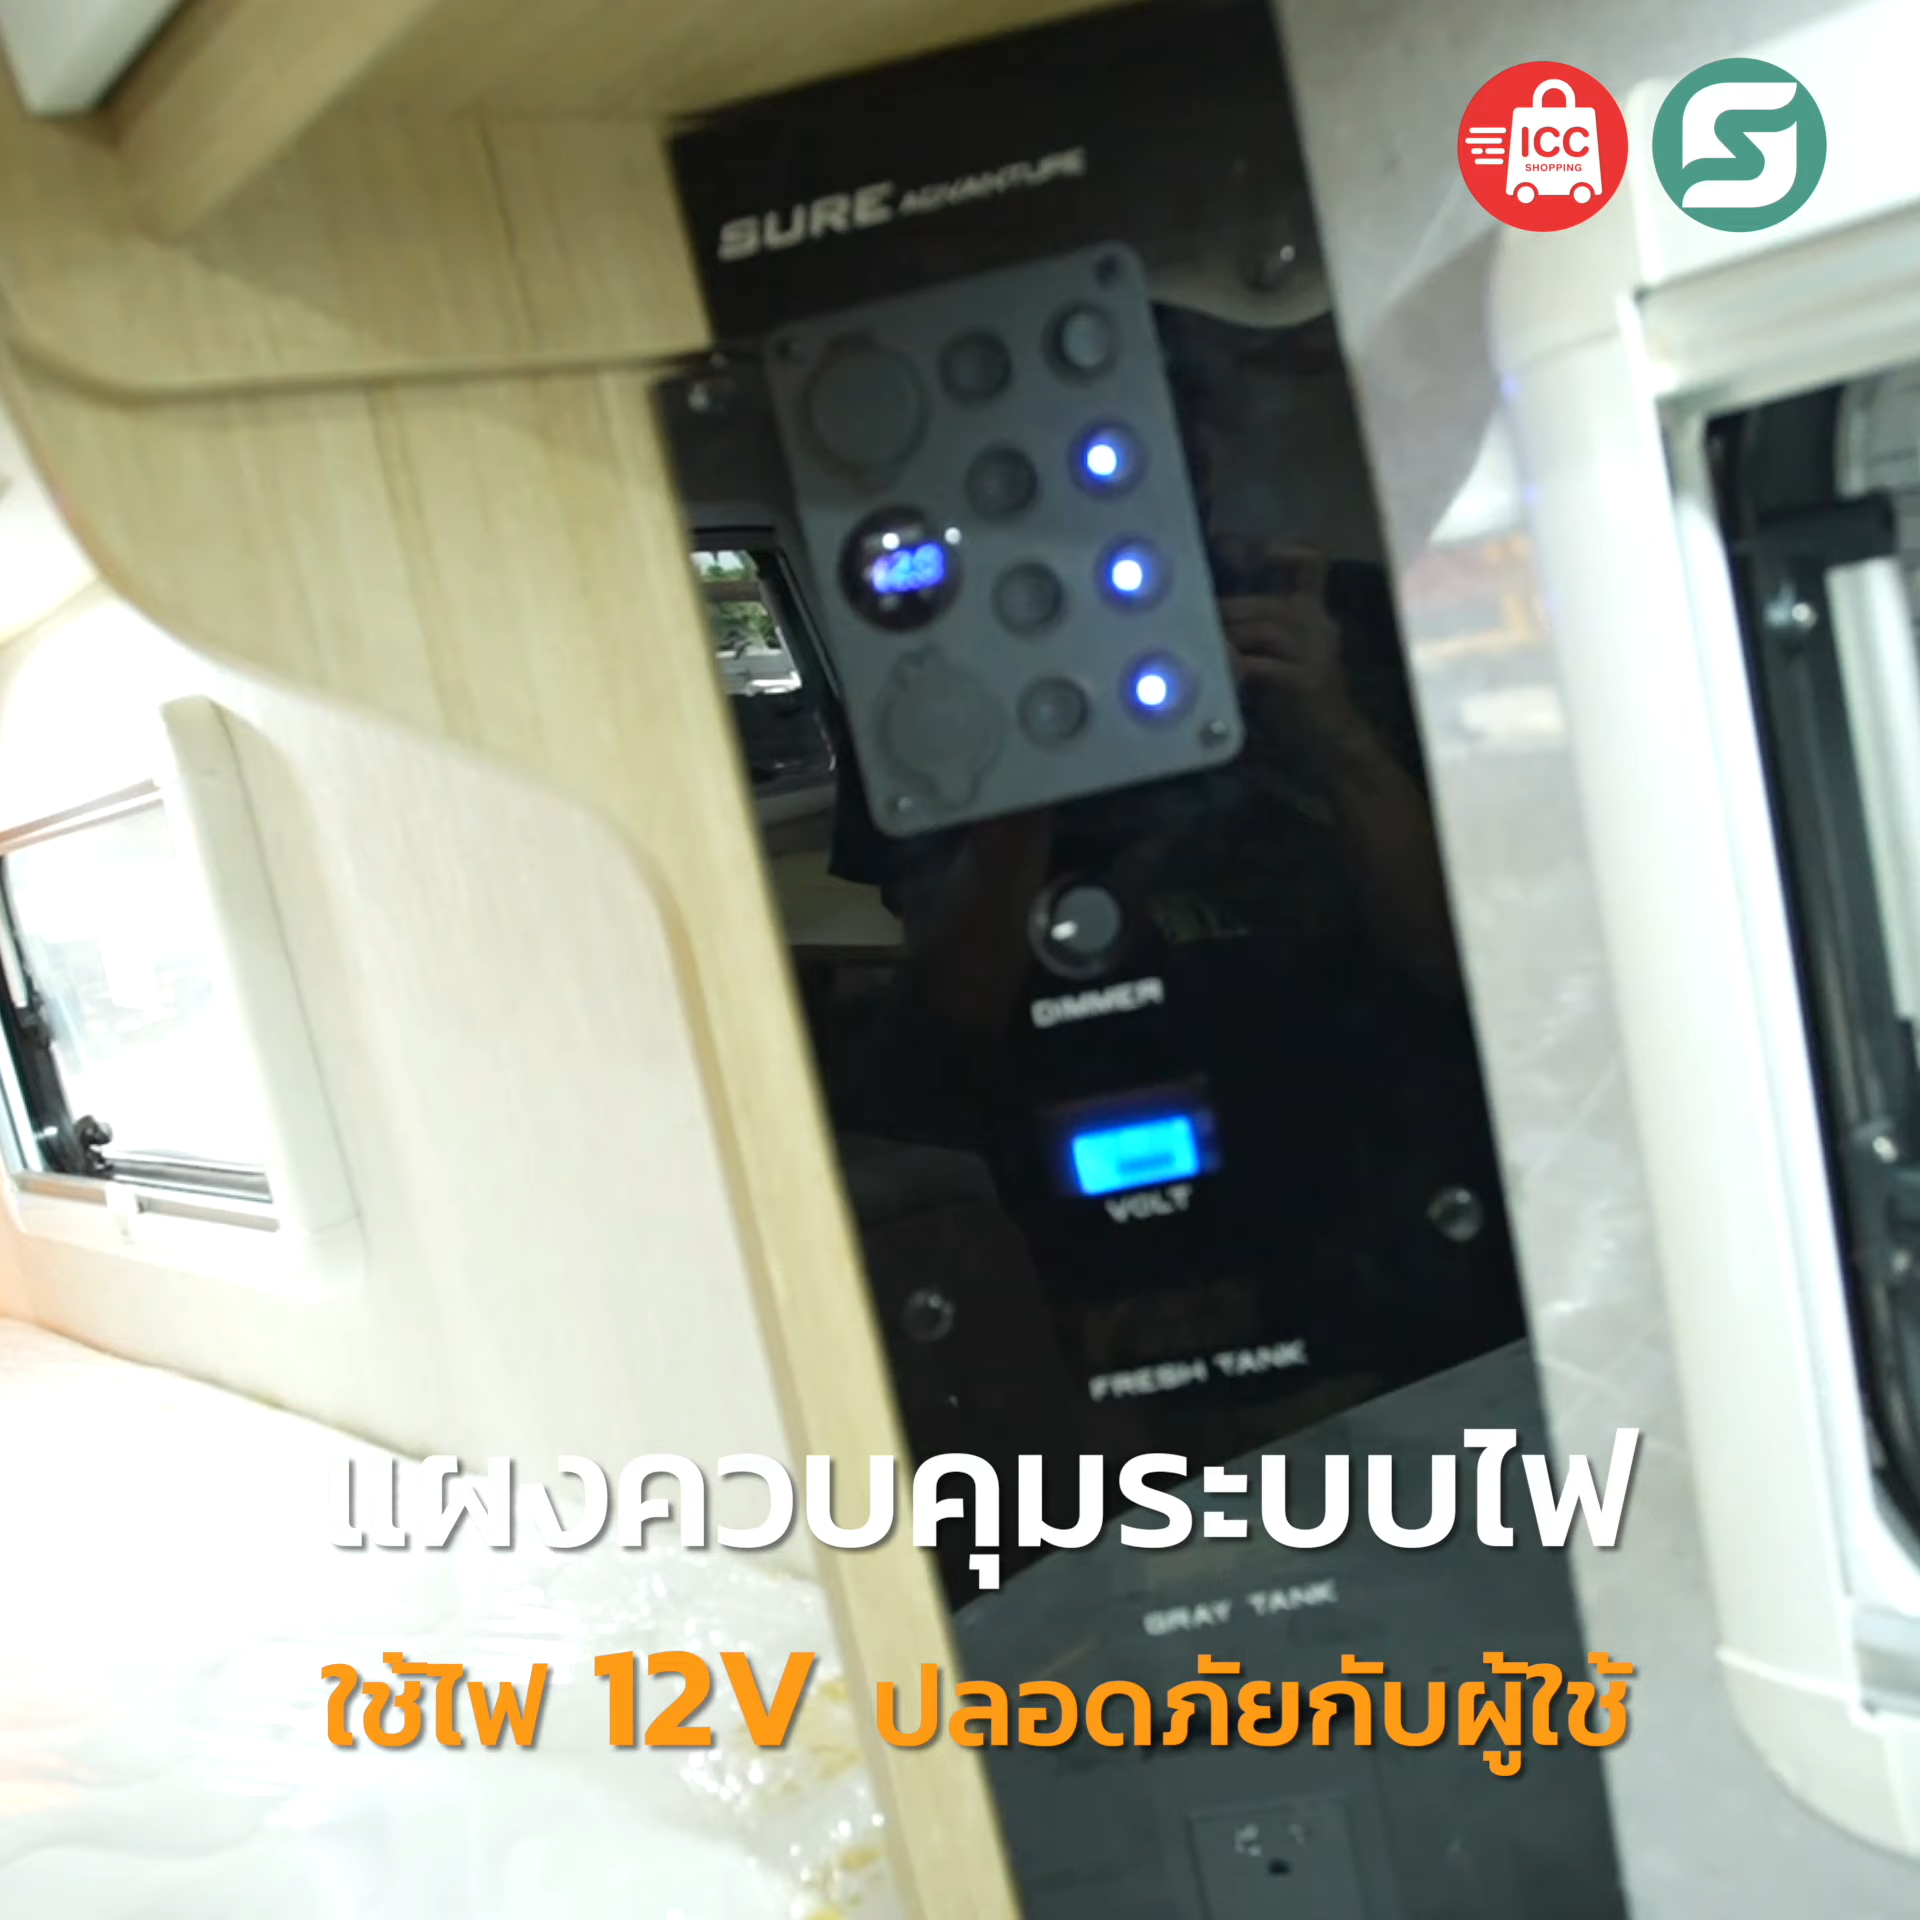 ICC
SHOPPING
SURE ADVANTURE
DIMMER
VOLT
FRESH TANK
แผงควบคุมระบบไฟ
GRAY TANK
ใช้ไฟ 12V ปลอดภัยกับผู้ใช้